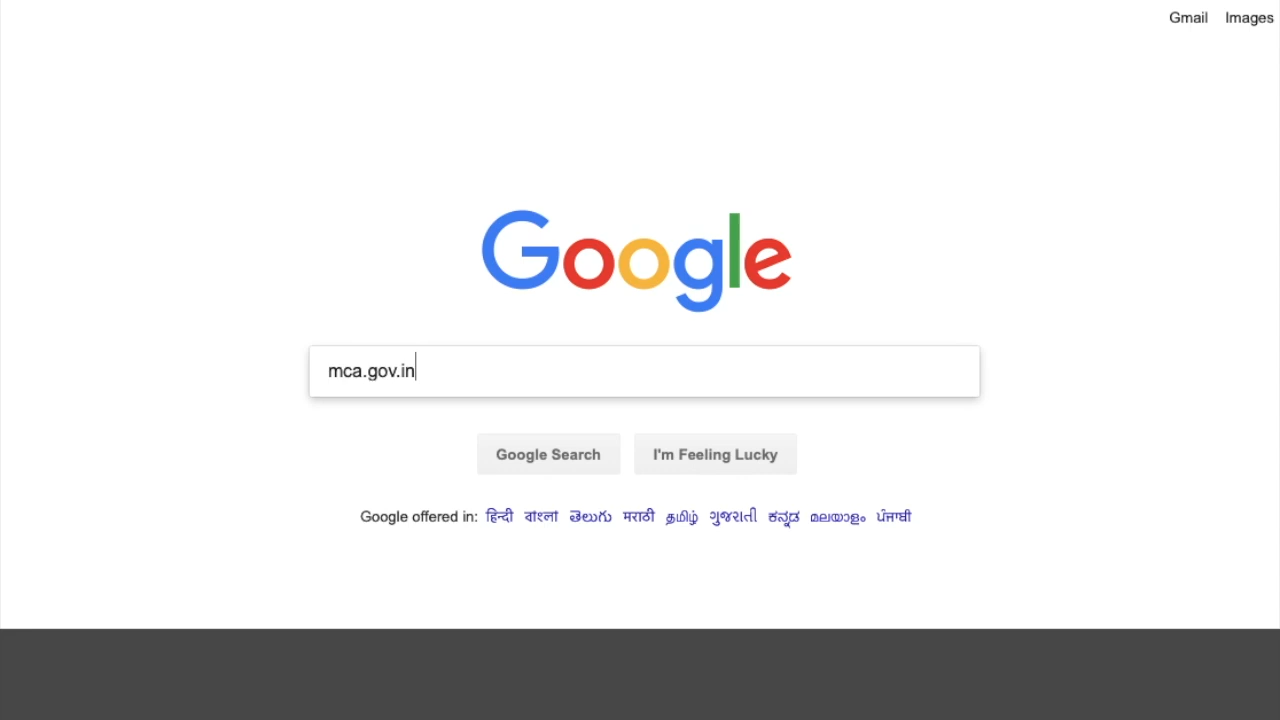 Gmail Images
Google
mca.gov.in
Google Search I'm Feeling Lucky
Google offered in: हिन्दी বাংলা తెలుగు मराठी தமிழ் ગુજરાતી ಕನ್ನಡ മലയാളം ਪੰਜਾਬੀ